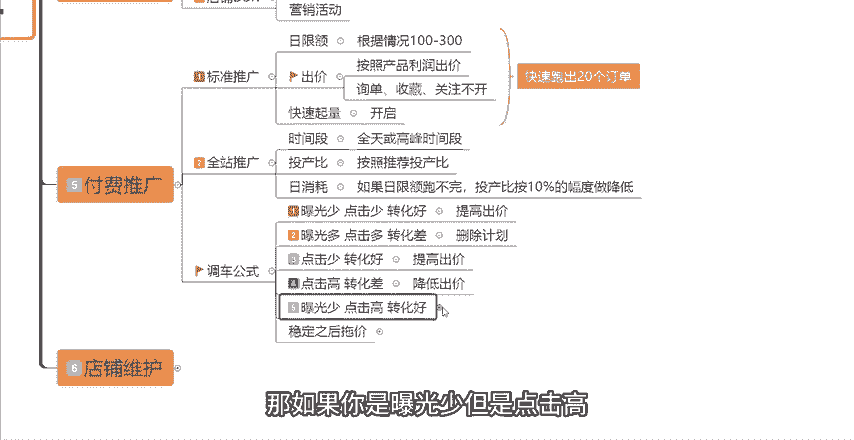 营销活动
日限额 根据情况100-300
1 标准推广 出价 按照产品利润出价
询单、收藏、关注不开
快速起量 开启
快速跑出20个订单
时间段 全天或高峰时间段
5 付费推广
2 全站推广 投产比 按照推荐投产比
日消耗 如果日限额跑不完，投产比按10%的幅度做降低
1 曝光少 点击少 转化好 提高出价
2 曝光多 点击多 转化差 删除计划
调车公式
3 点击少 转化好 提高出价
4 点击高 转化差 降低出价
5 曝光少 点击高 转化好
稳定之后拖价
6 店铺维护
那如果你是曝光少但是点击高